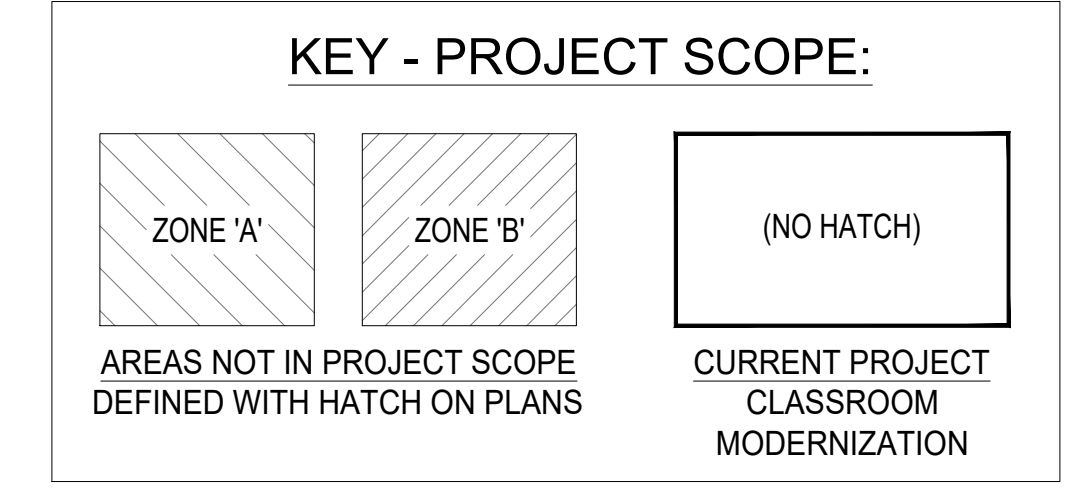 KEY - PROJECT SCOPE:
ZONE 'A'
ZONE 'B'
(NO HATCH)
AREAS NOT IN PROJECT SCOPE
DEFINED WITH HATCH ON PLANS
CURRENT PROJECT
CLASSROOM
MODERNIZATION